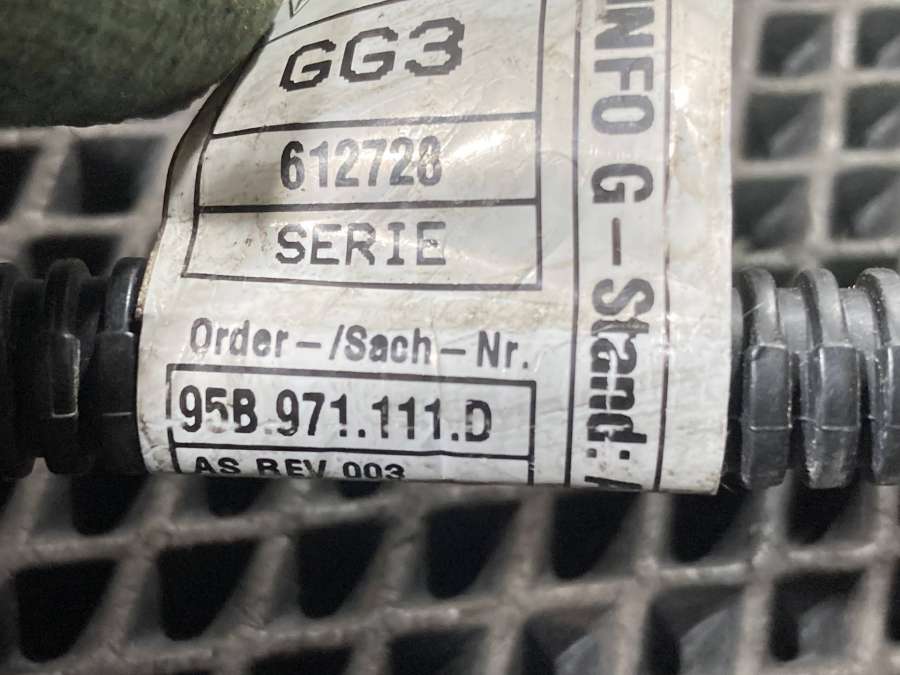 GG3
612728
SERIE
Order-/Sach-Nr.
95B.971.111.D
AS REV 003
INFO G-Stand: A